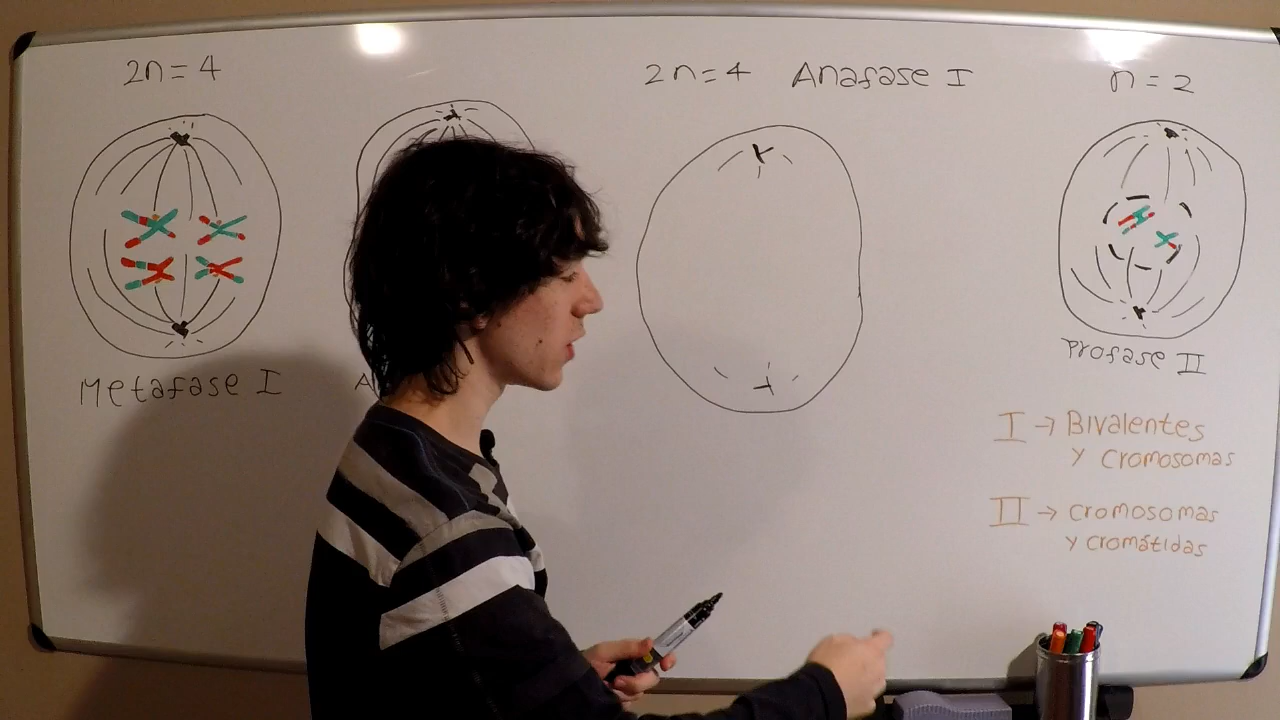 2n = 4
Metafase I
2n = 4 Anafase I
n = 2
Profase II
I → Bivalentes
y cromosomas
II → cromosomas
y cromátidas